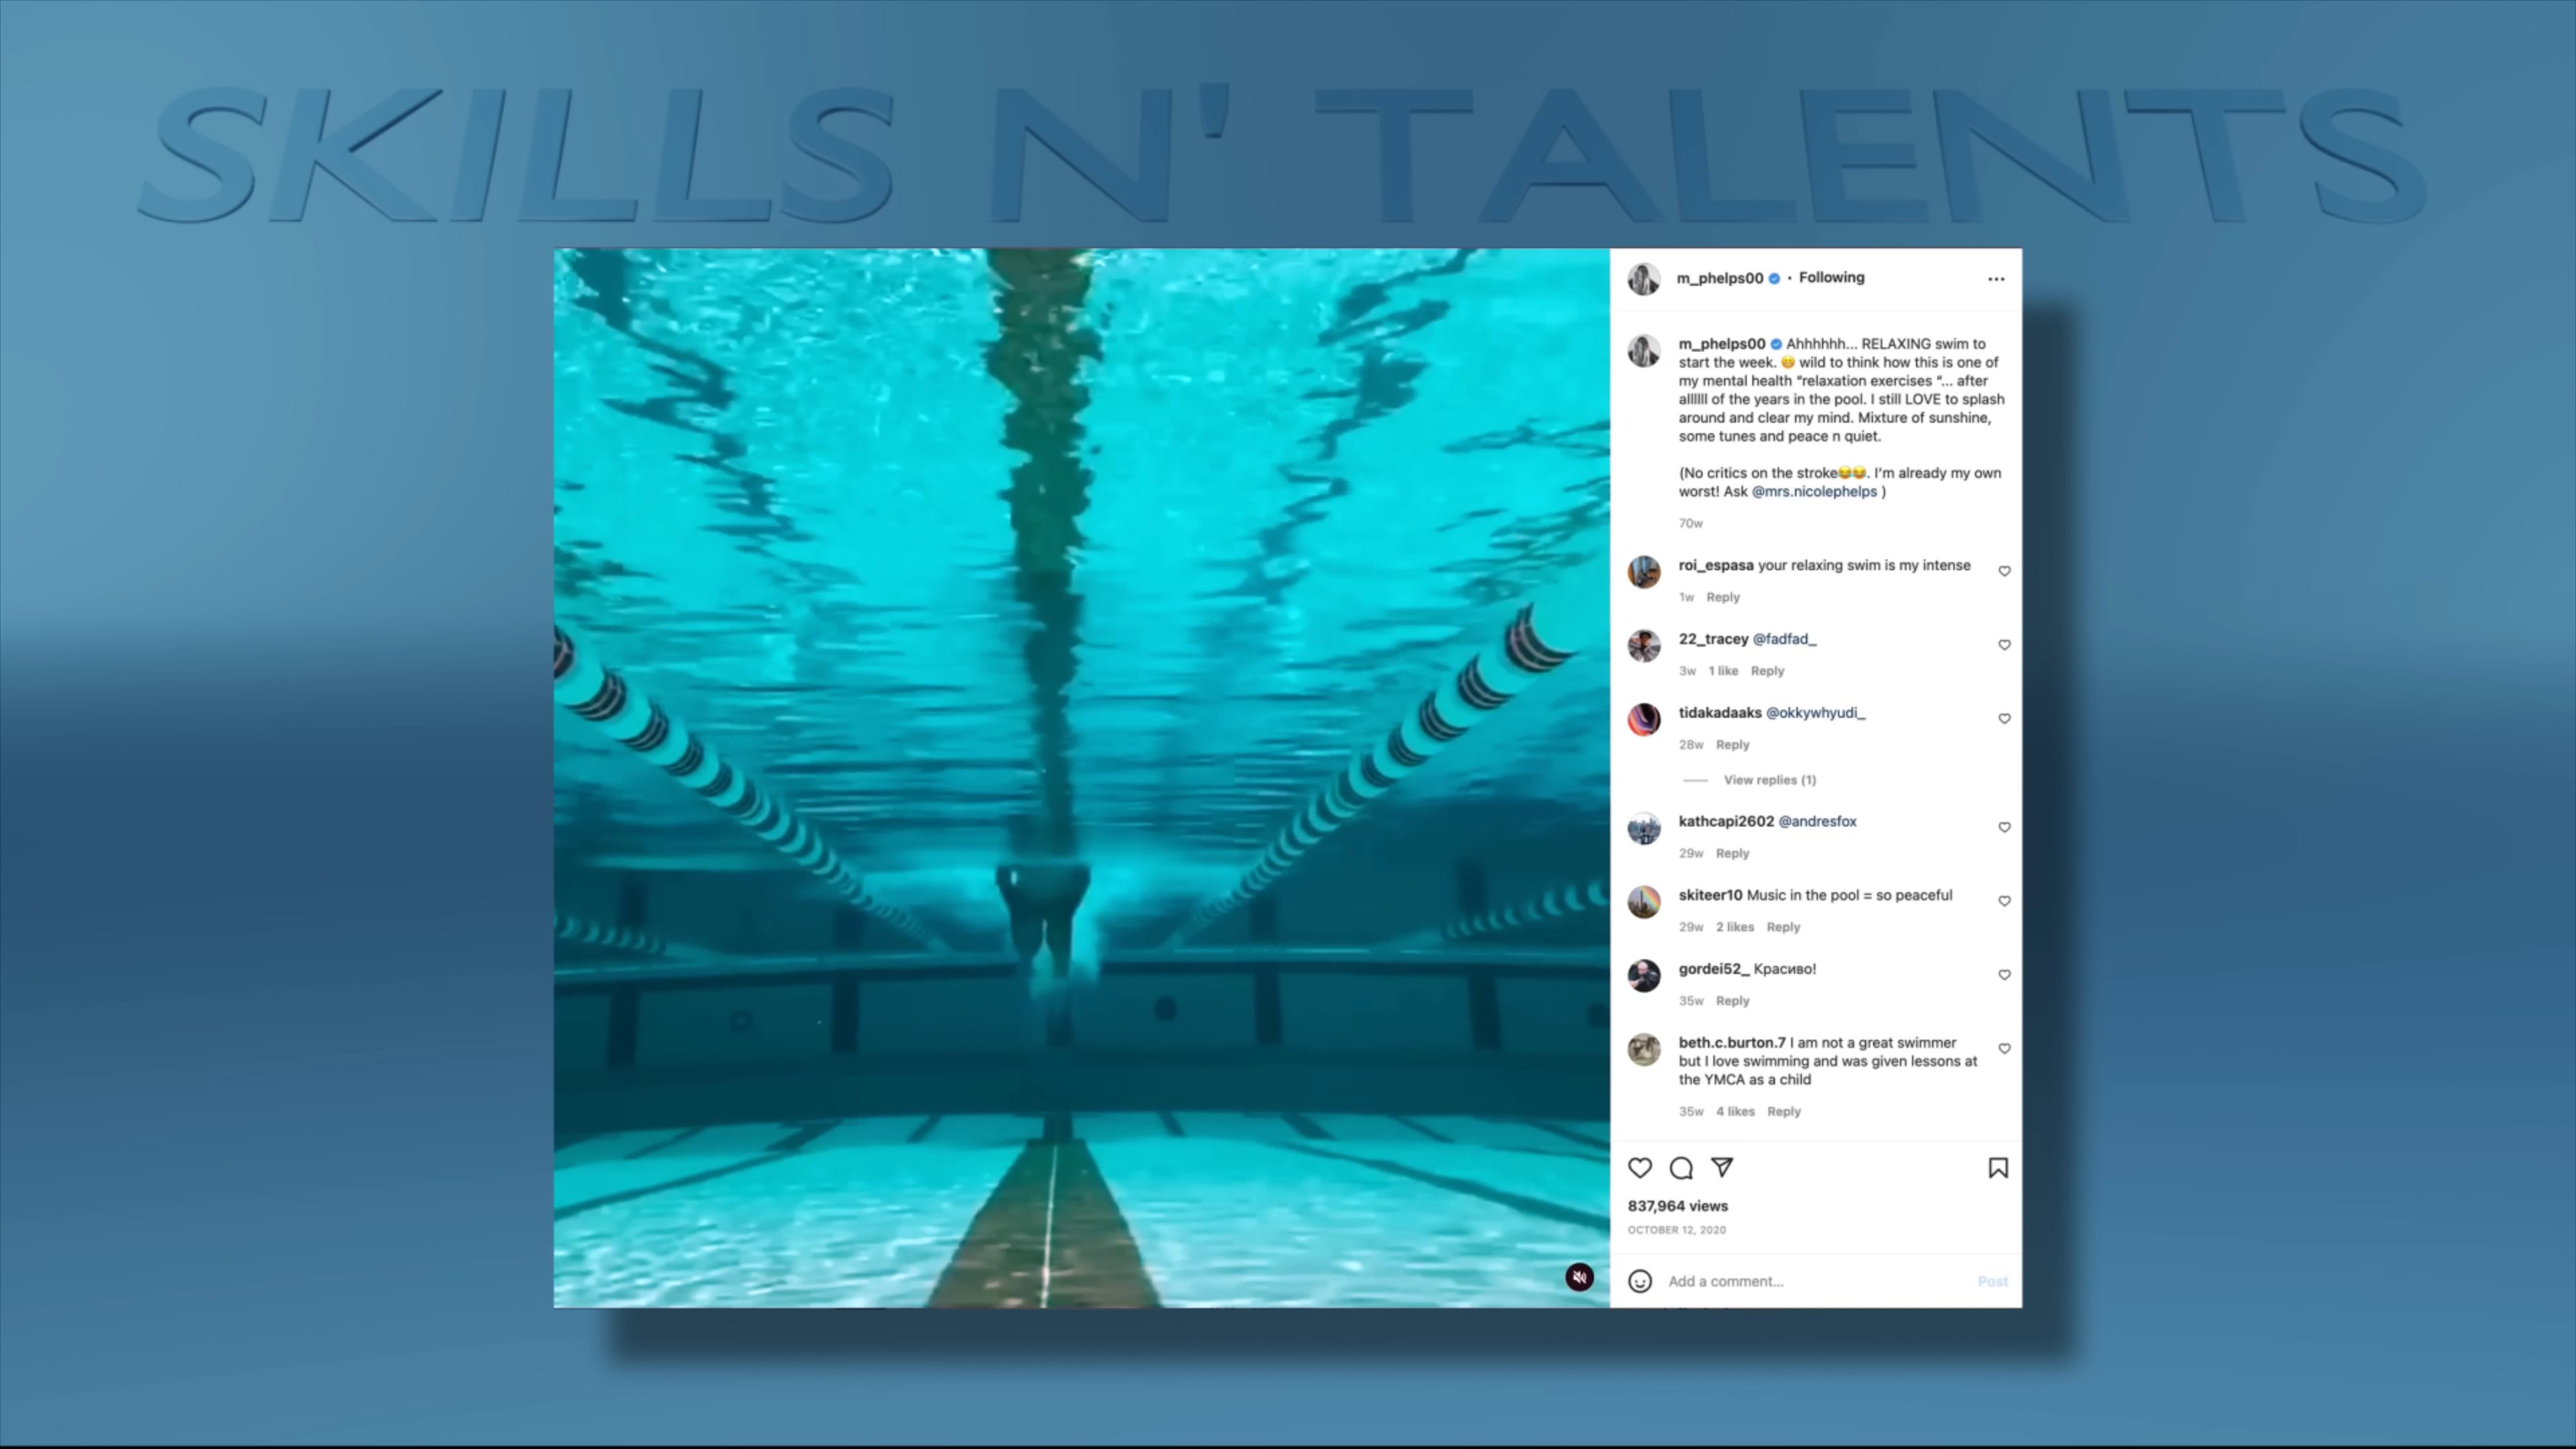 SKILLS N' TALENTS
m_phelps00 • Following
m_phelps00 Ahhhhhh... RELAXING swim to
start the week. 😁 wild to think how this is one of
my mental health “relaxation exercises “... after
allllll of the years in the pool. I still LOVE to splash
around and clear my mind. Mixture of sunshine,
some tunes and peace n quiet.
(No critics on the stroke😂😂. I’m already my own
worst! Ask @mrs.nicolephelps )
70w
roi_espasa your relaxing swim is my intense
1w Reply
22_tracey @fadfad_
3w 1 like Reply
tidakadaaks @okkywhyudi_
28w Reply
View replies (1)
kathcapi2602 @andresfox
29w Reply
skiteer10 Music in the pool = so peaceful
29w 2 likes Reply
gordei52_ Красиво!
35w Reply
beth.c.burton.7 I am not a great swimmer
but I love swimming and was given lessons at
the YMCA as a child
35w 4 likes Reply
837,964 views
OCTOBER 12, 2020
Add a comment... Post